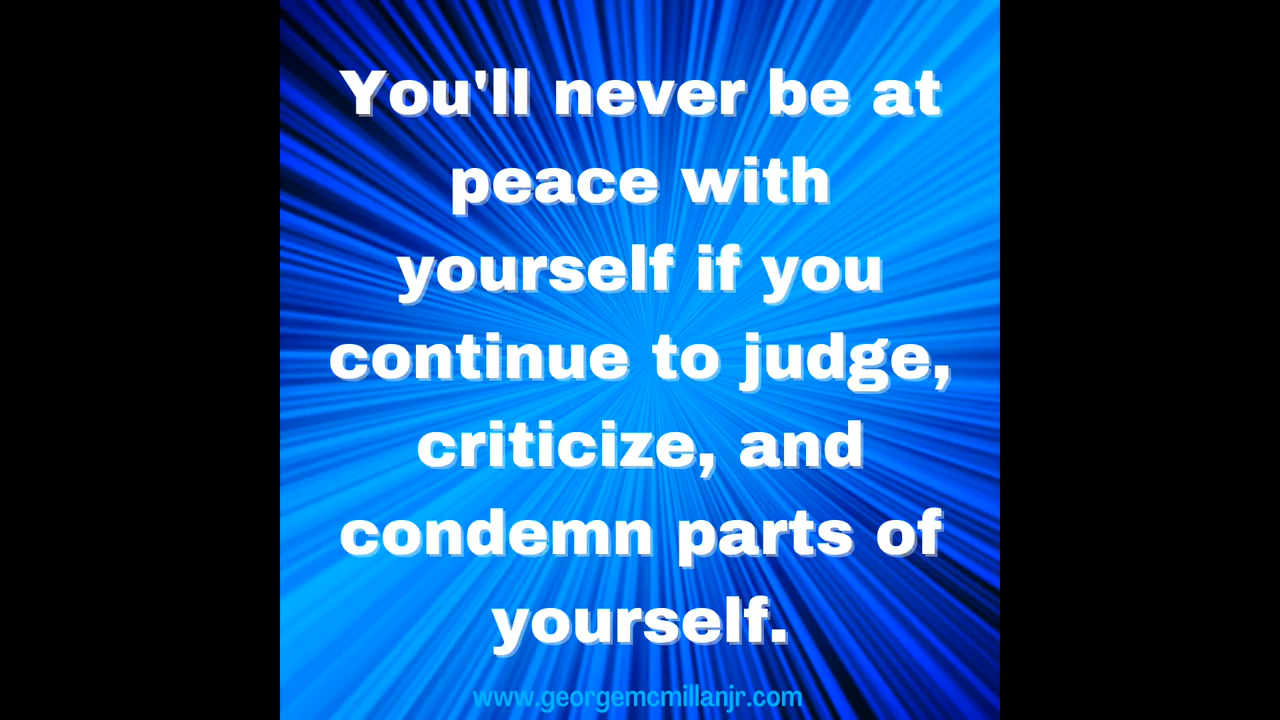 You'll never be at
peace with
yourself if you
continue to judge,
criticize, and
condemn parts of
yourself.
www.georgemcmillanjr.com